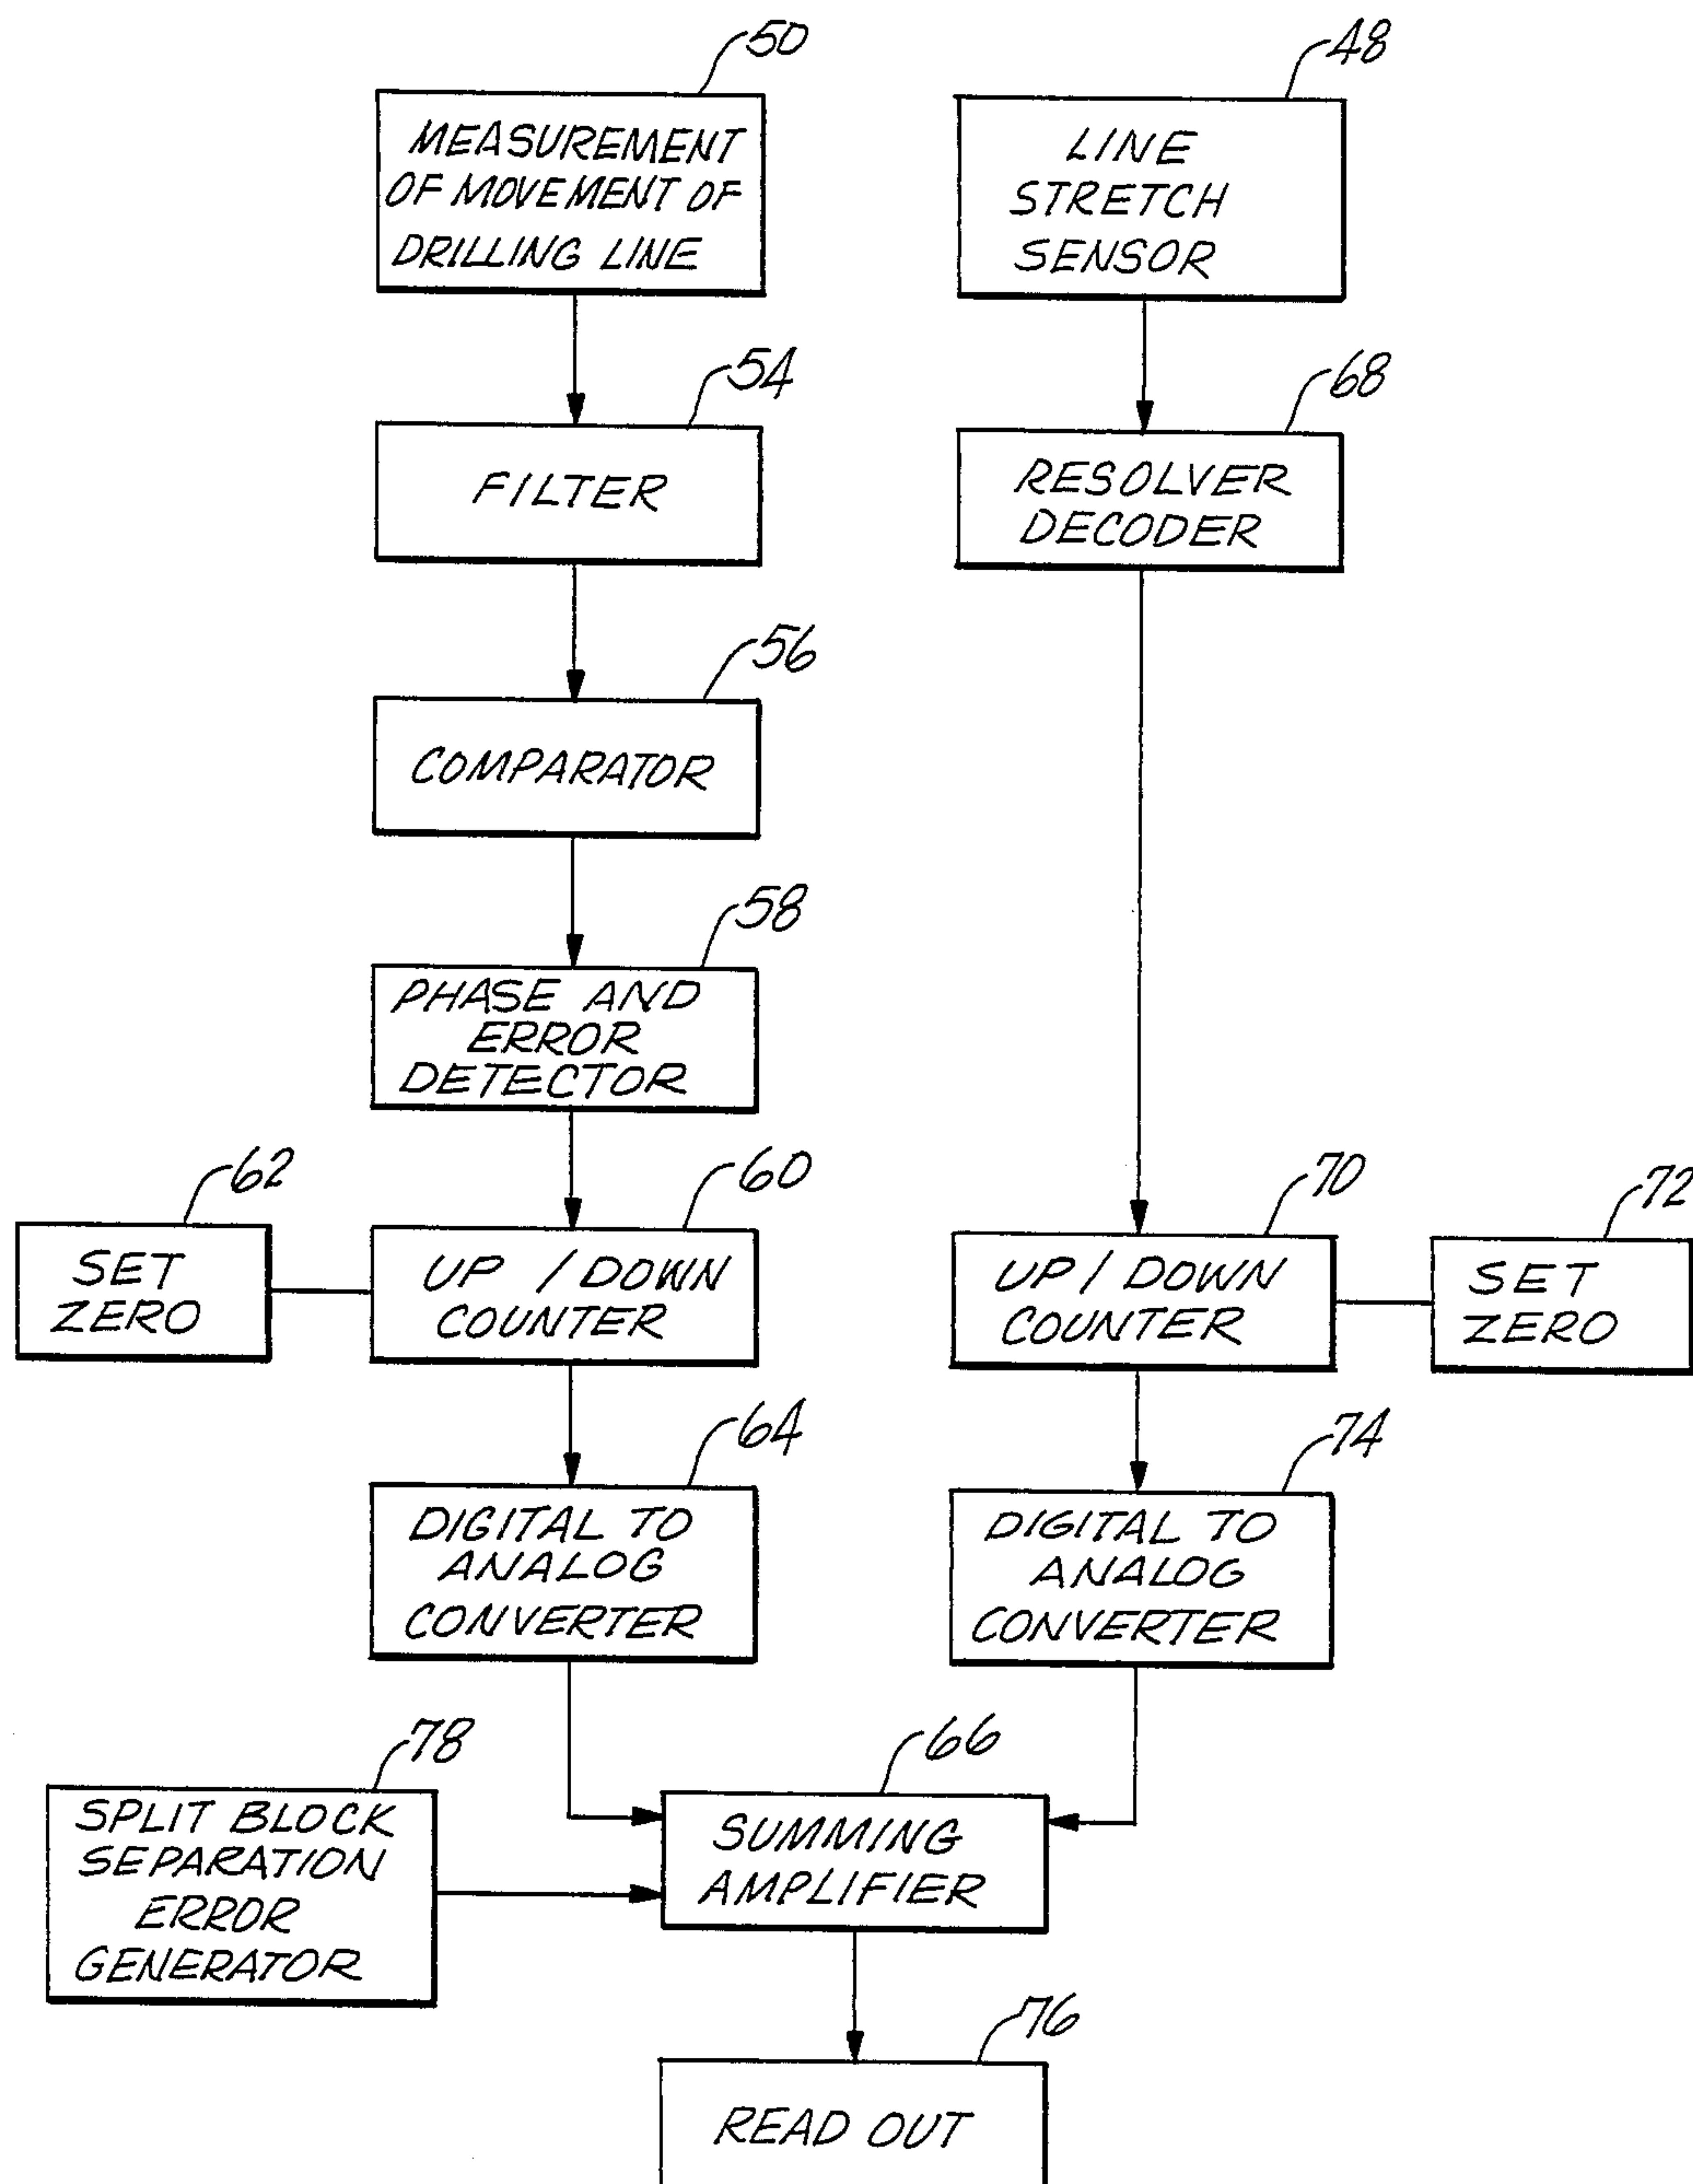 50
MEASUREMENT
OF MOVEMENT OF
DRILLING LINE
48
LINE
STRETCH
SENSOR
54
FILTER
68
RESOLVER
DECODER
56
COMPARATOR
58
PHASE AND
ERROR
DETECTOR
62
SET
ZERO
60
UP / DOWN
COUNTER
70
UP / DOWN
COUNTER
72
SET
ZERO
64
DIGITAL TO
ANALOG
CONVERTER
74
DIGITAL TO
ANALOG
CONVERTER
78
SPLIT BLOCK
SEPARATION
ERROR
GENERATOR
66
SUMMING
AMPLIFIER
76
READ OUT